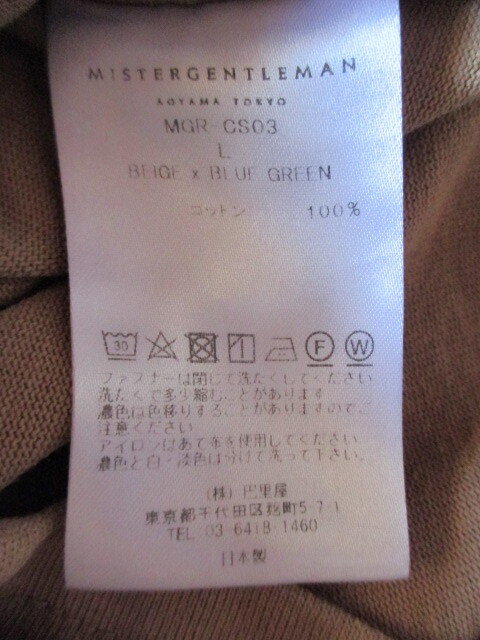 MISTERGENTLEMAN
AOYAMA TOKYO
MGR-CS03
L
BEIGE x BLUE GREEN
コットン 100%
30 F W
ファスナーは閉じて洗たくしてください
洗たくで多少縮むことがあります
濃色は色移りすることがありますので、
注意ください
アイロンはあて布を使用してください
濃色と白・淡色は分けて洗って下さい。
(株) 巴里屋
東京都千代田区麹町5-7-1
TEL 03-6418-1460
日本製